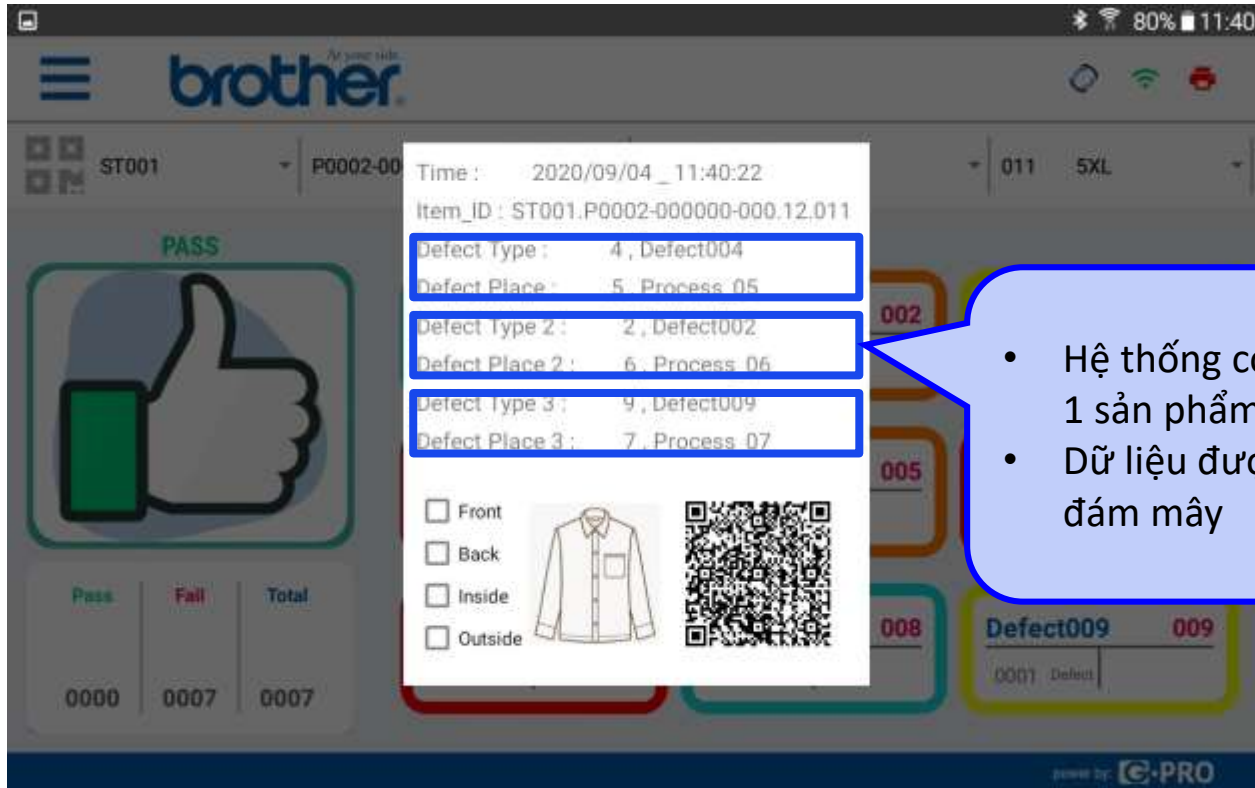 80% 11:40
At your side
brother.
ST001 P0002-00 011 5XL
Time : 2020/09/04 _ 11:40:22
Item_ID : ST001.P0002-000000-000.12.011
Defect Type : 4 , Defect004
Defect Place : 5 , Process_05
Defect Type 2 : 2 , Defect002
Defect Place 2 : 6 , Process_06
Defect Type 3 : 9 , Defect009
Defect Place 3 : 7 , Process_07
Front
Back
Inside
Outside
PASS
Pass Fail Total
0000 0007 0007
002
005
008
Defect009 009
0001 Defect
• Hệ thống
1 sản phẩm
• Dữ liệu
đám mây
power by: G-PRO